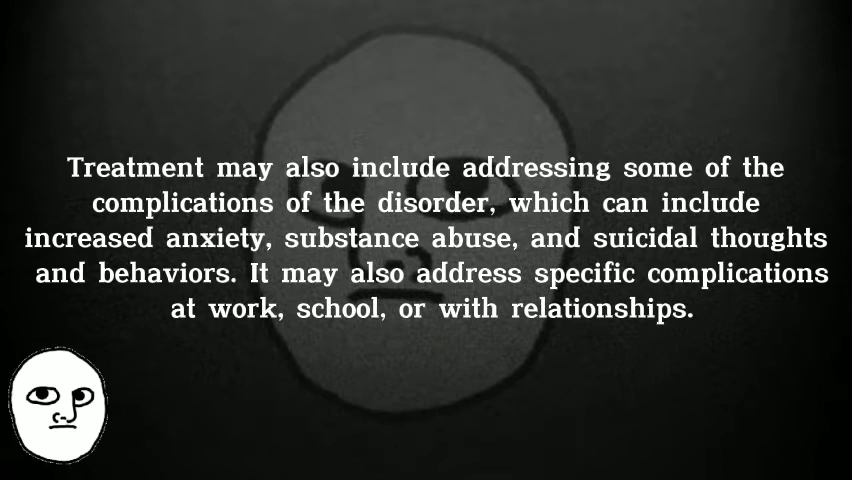 Treatment may also include addressing some of the
complications of the disorder, which can include
increased anxiety, substance abuse, and suicidal thoughts
and behaviors. It may also address specific complications
at work, school, or with relationships.